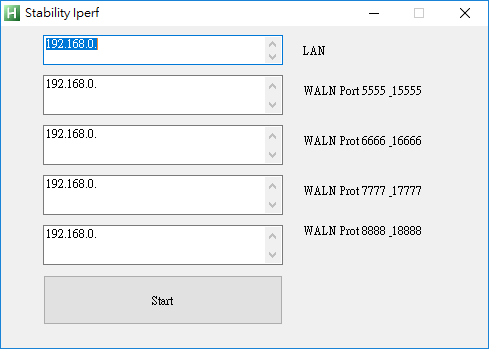 Stability Iperf
192.168.0.
LAN
192.168.0.
WALN Port 5555 _15555
192.168.0.
WALN Prot 6666 _16666
192.168.0.
WALN Prot 7777 _17777
192.168.0.
WALN Prot 8888 _18888
Start